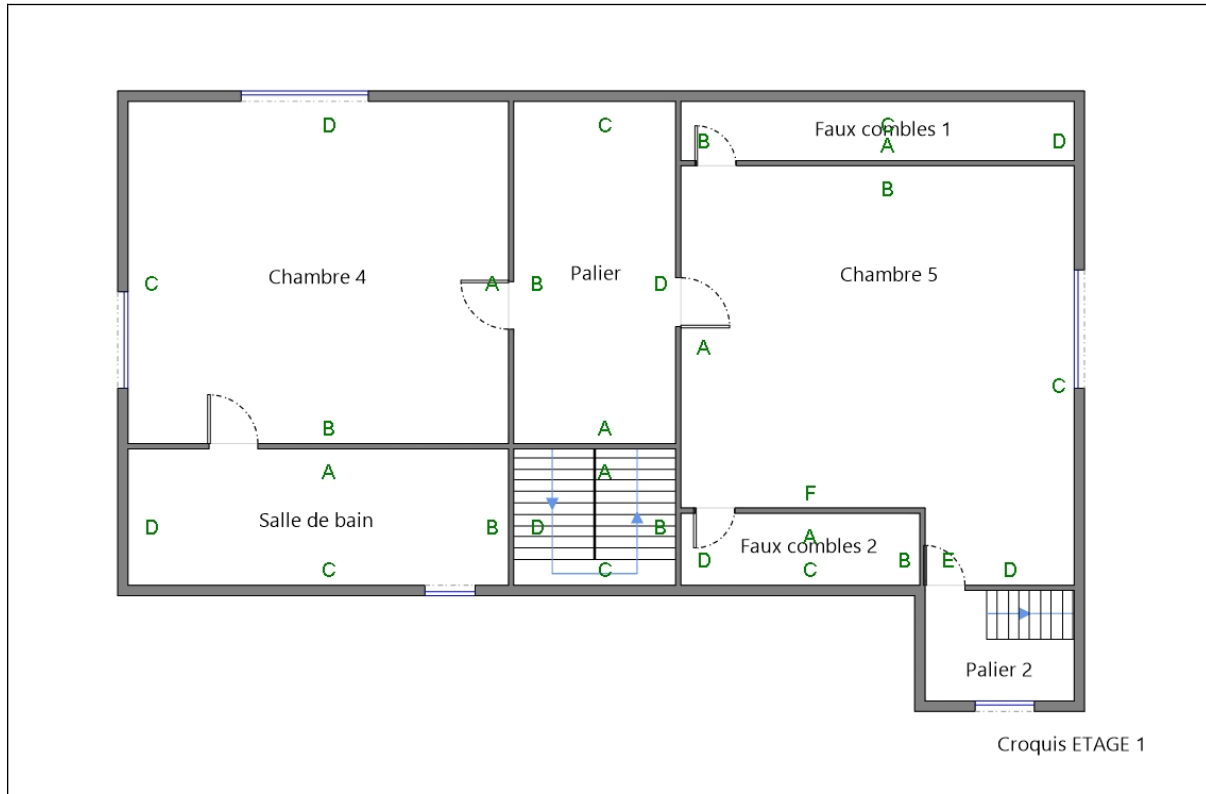 D
C
Faux combles 1
C
A
B
D
B
Chambre 4
Palier
Chambre 5
C
A
B
D
A
C
B
A
A
A
F
D
Salle de bain
B
D
B
C
C
A
Faux combles 2
D
C
B
E
D
Palier 2
Croquis ETAGE 1